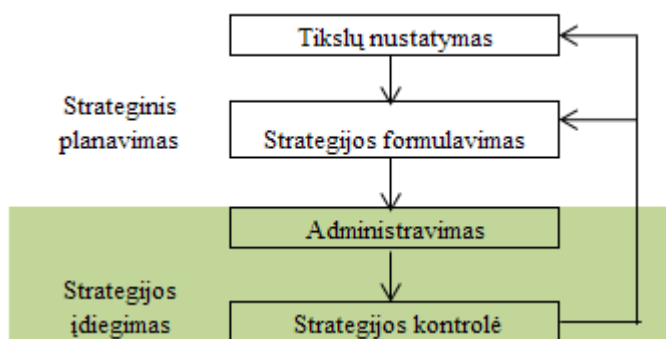 Tikslų nustatymas
Strateginis
planavimas
Strategijos formulavimas
Administravimas
Strategijos
įdiegimas
Strategijos kontrolė